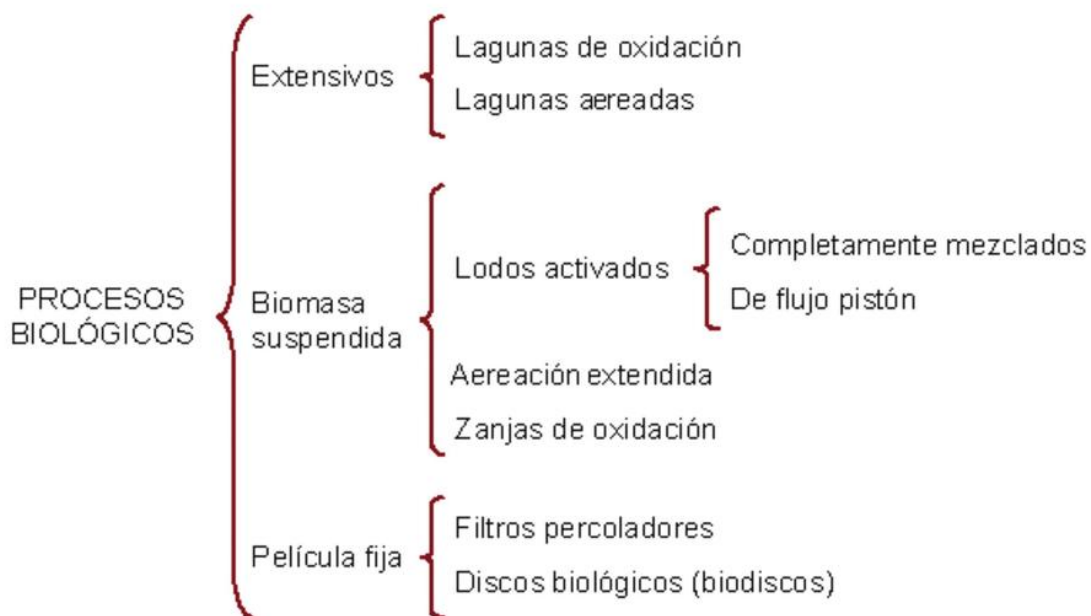 PROCESOS
BIOLÓGICOS
Extensivos
Lagunas de oxidación
Lagunas aereadas
Biomasa
suspendida
Lodos activados
Completamente mezclados
De flujo pistón
Aereación extendida
Zanjas de oxidación
Película fija
Filtros percoladores
Discos biológicos (biodiscos)